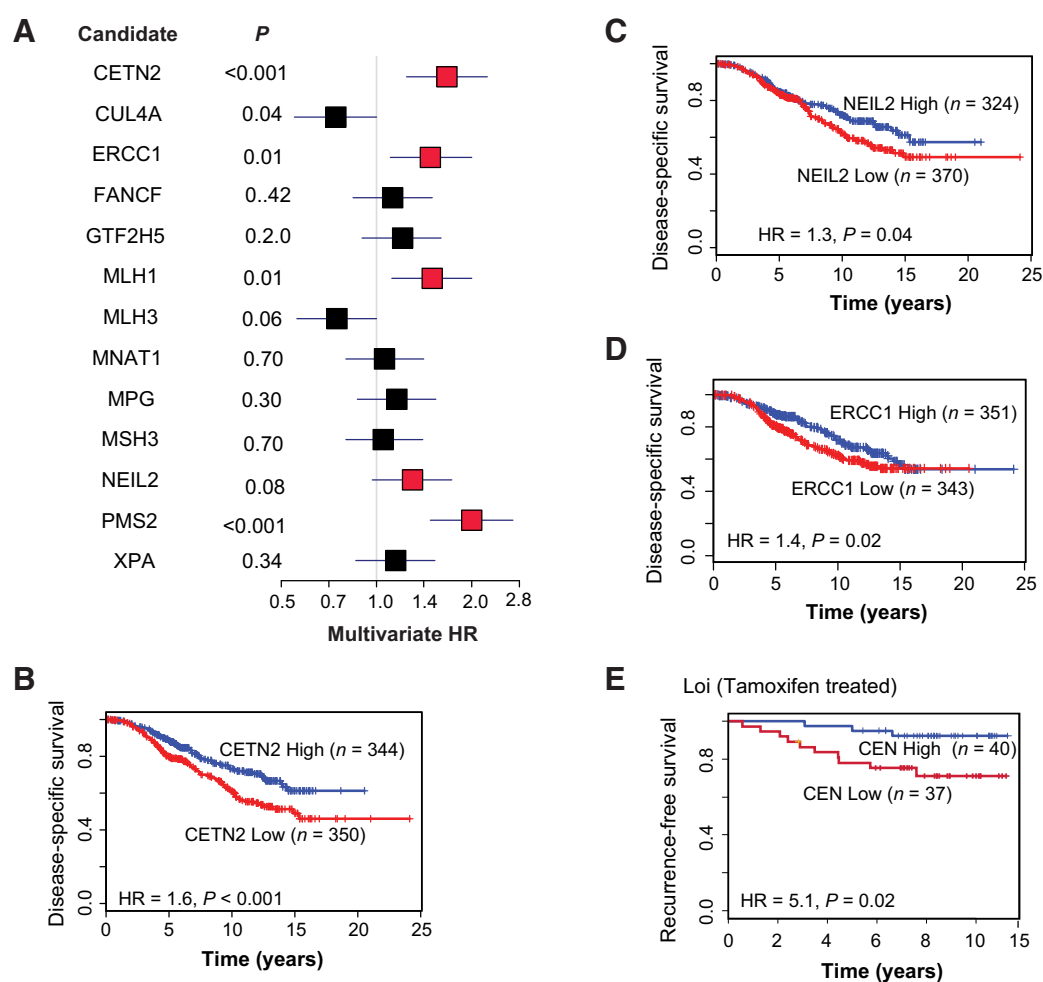 A
Candidate P
CETN2 <0.001
CUL4A 0.04
ERCC1 0.01
FANCF 0..42
GTF2H5 0.2.0
MLH1 0.01
MLH3 0.06
MNAT1 0.70
MPG 0.30
MSH3 0.70
NEIL2 0.08
PMS2 <0.001
XPA 0.34
0.5 0.7 1.0 1.4 2.0 2.8
Multivariate HR
B
Disease-specific survival
0.8
0.4
0.0
CETN2 High (n = 344)
CETN2 Low (n = 350)
HR = 1.6, P < 0.001
0 5 10 15 20 25
Time (years)
C
Disease-specific survival
0.8
0.4
0.0
NEIL2 High (n = 324)
NEIL2 Low (n = 370)
HR = 1.3, P = 0.04
0 5 10 15 20 25
Time (years)
D
Disease-specific survival
0.8
0.4
0.0
ERCC1 High (n = 351)
ERCC1 Low (n = 343)
HR = 1.4, P = 0.02
0 5 10 15 20 25
Time (years)
E
Loi (Tamoxifen treated)
Recurrence-free survival
0.8
0.4
0.0
CEN High (n = 40)
CEN Low (n = 37)
HR = 5.1, P = 0.02
0 2 4 6 8 10 15
Time (years)